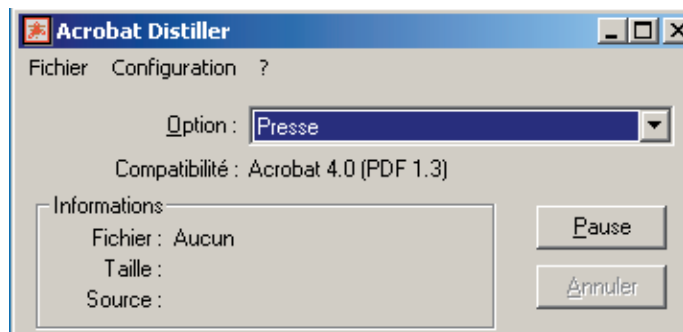 Acrobat Distiller
Fichier Configuration ?
Option : Presse
Compatibilité : Acrobat 4.0 (PDF 1.3)
Informations
Fichier : Aucun
Pause
Taille :
Annuler
Source :